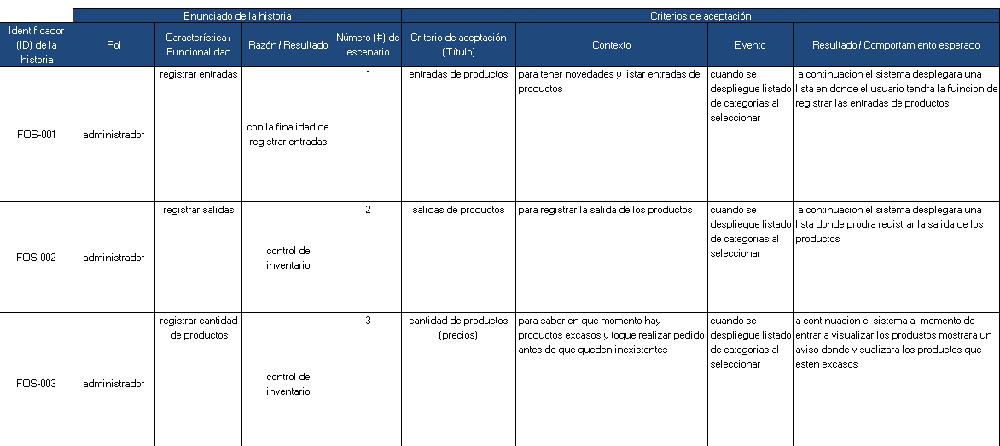 Enunciado de la historia
Criterios de aceptación
Identificador
(ID) de la
historia
Rol
Característica /
Funcionalidad
Razón / Resultado
Número (#) de
escenario
Criterio de aceptación
(Título)
Contexto
Evento
Resultado / Comportamiento esperado
FOS-001
administrador
registrar entradas
con la finalidad de
registrar entradas
1
entradas de productos
para tener novedades y listar entradas de
productos
cuando se
despliegue listado
de categorias al
seleccionar
a continuacion el sistema desplegara una
lista en donde el usuario tendra la fuincion de
registrar las entradas de productos
FOS-002
administrador
registrar salidas
control de
inventario
2
salidas de productos
para registrar la salida de los productos
cuando se
despliegue listado
de categorias al
seleccionar
a continuacion el sistema desplegara una
lista donde prodra registrar la salida de los
productos
FOS-003
administrador
registrar cantidad
de productos
control de
inventario
3
cantidad de productos
(precios)
para saber en que momento hay
productos excasos y toque realizar pedido
antes de que queden inexistentes
cuando se
despliegue listado
de categorias al
seleccionar
a continuacion el sistema al momento de
entrar a visualizar los produstos mostrara un
aviso donde visualizara los productos que
esten excasos